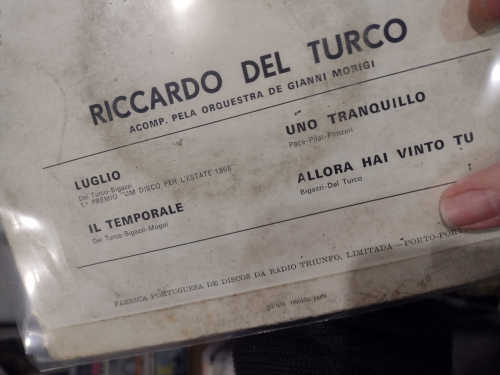 RICCARDO DEL TURCO
ACOMP. PELA ORQUESTRA DE GIANNI MORIGI
LUGLIO
Del Turco-Bigazzi
1.º PREMIO "UM DISCO PER L'ESTATE 1968"
IL TEMPORALE
Del Turco-Bigazzi-Mogol
UNO TRANQUILLO
Pace-Pilat-Panzeri
ALLORA HAI VINTO TU
Bigazzi-Del Turco
FABRICA PORTUGUESA DE DISCOS DA RADIO TRIUNFO, LIMITADA — PORTO-PORT